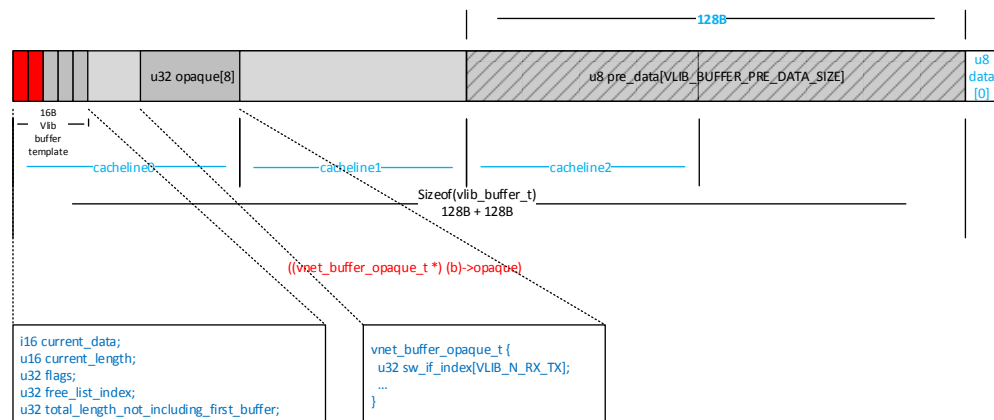 128B
u32 opaque[8]
u8 pre_data[VLIB_BUFFER_PRE_DATA_SIZE]
u8
data
[0]
16B
Vlib
buffer
template
cacheline0
cacheline1
cacheline2
Sizeof(vlib_buffer_t)
128B + 128B
((vnet_buffer_opaque_t *) (b)->opaque)
i16 current_data;
u16 current_length;
u32 flags;
u32 free_list_index;
u32 total_length_not_including_first_buffer;
vnet_buffer_opaque_t {
u32 sw_if_index[VLIB_N_RX_TX];
...
}